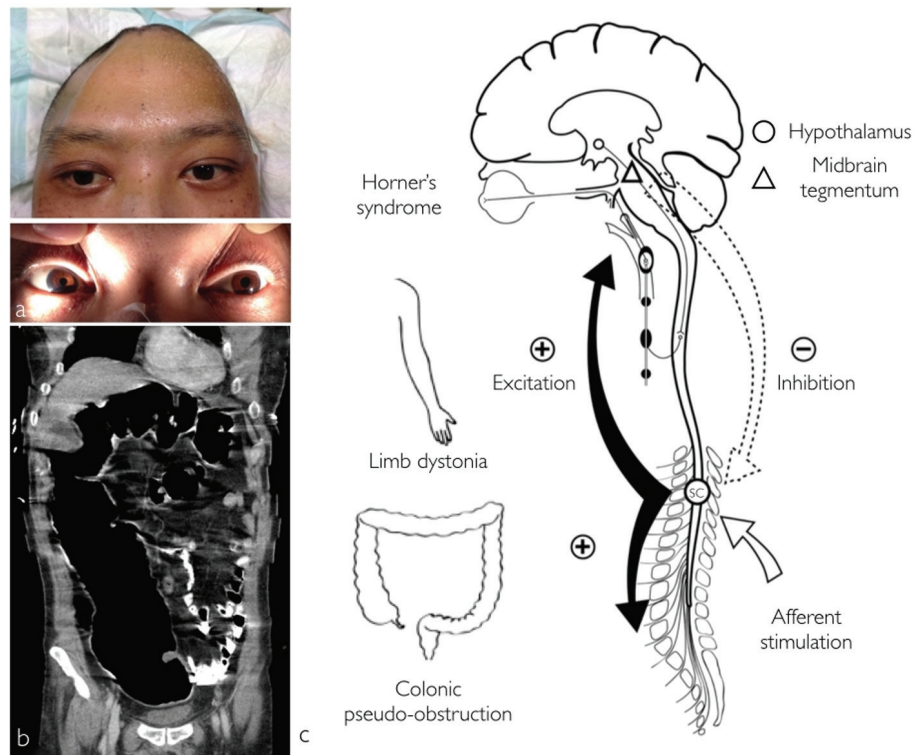 Hypothalamus
Midbrain
tegmentum
Horner's
syndrome
+
Excitation
−
Inhibition
Limb dystonia
SC
+
Afferent
stimulation
Colonic
pseudo-obstruction
a
b
c